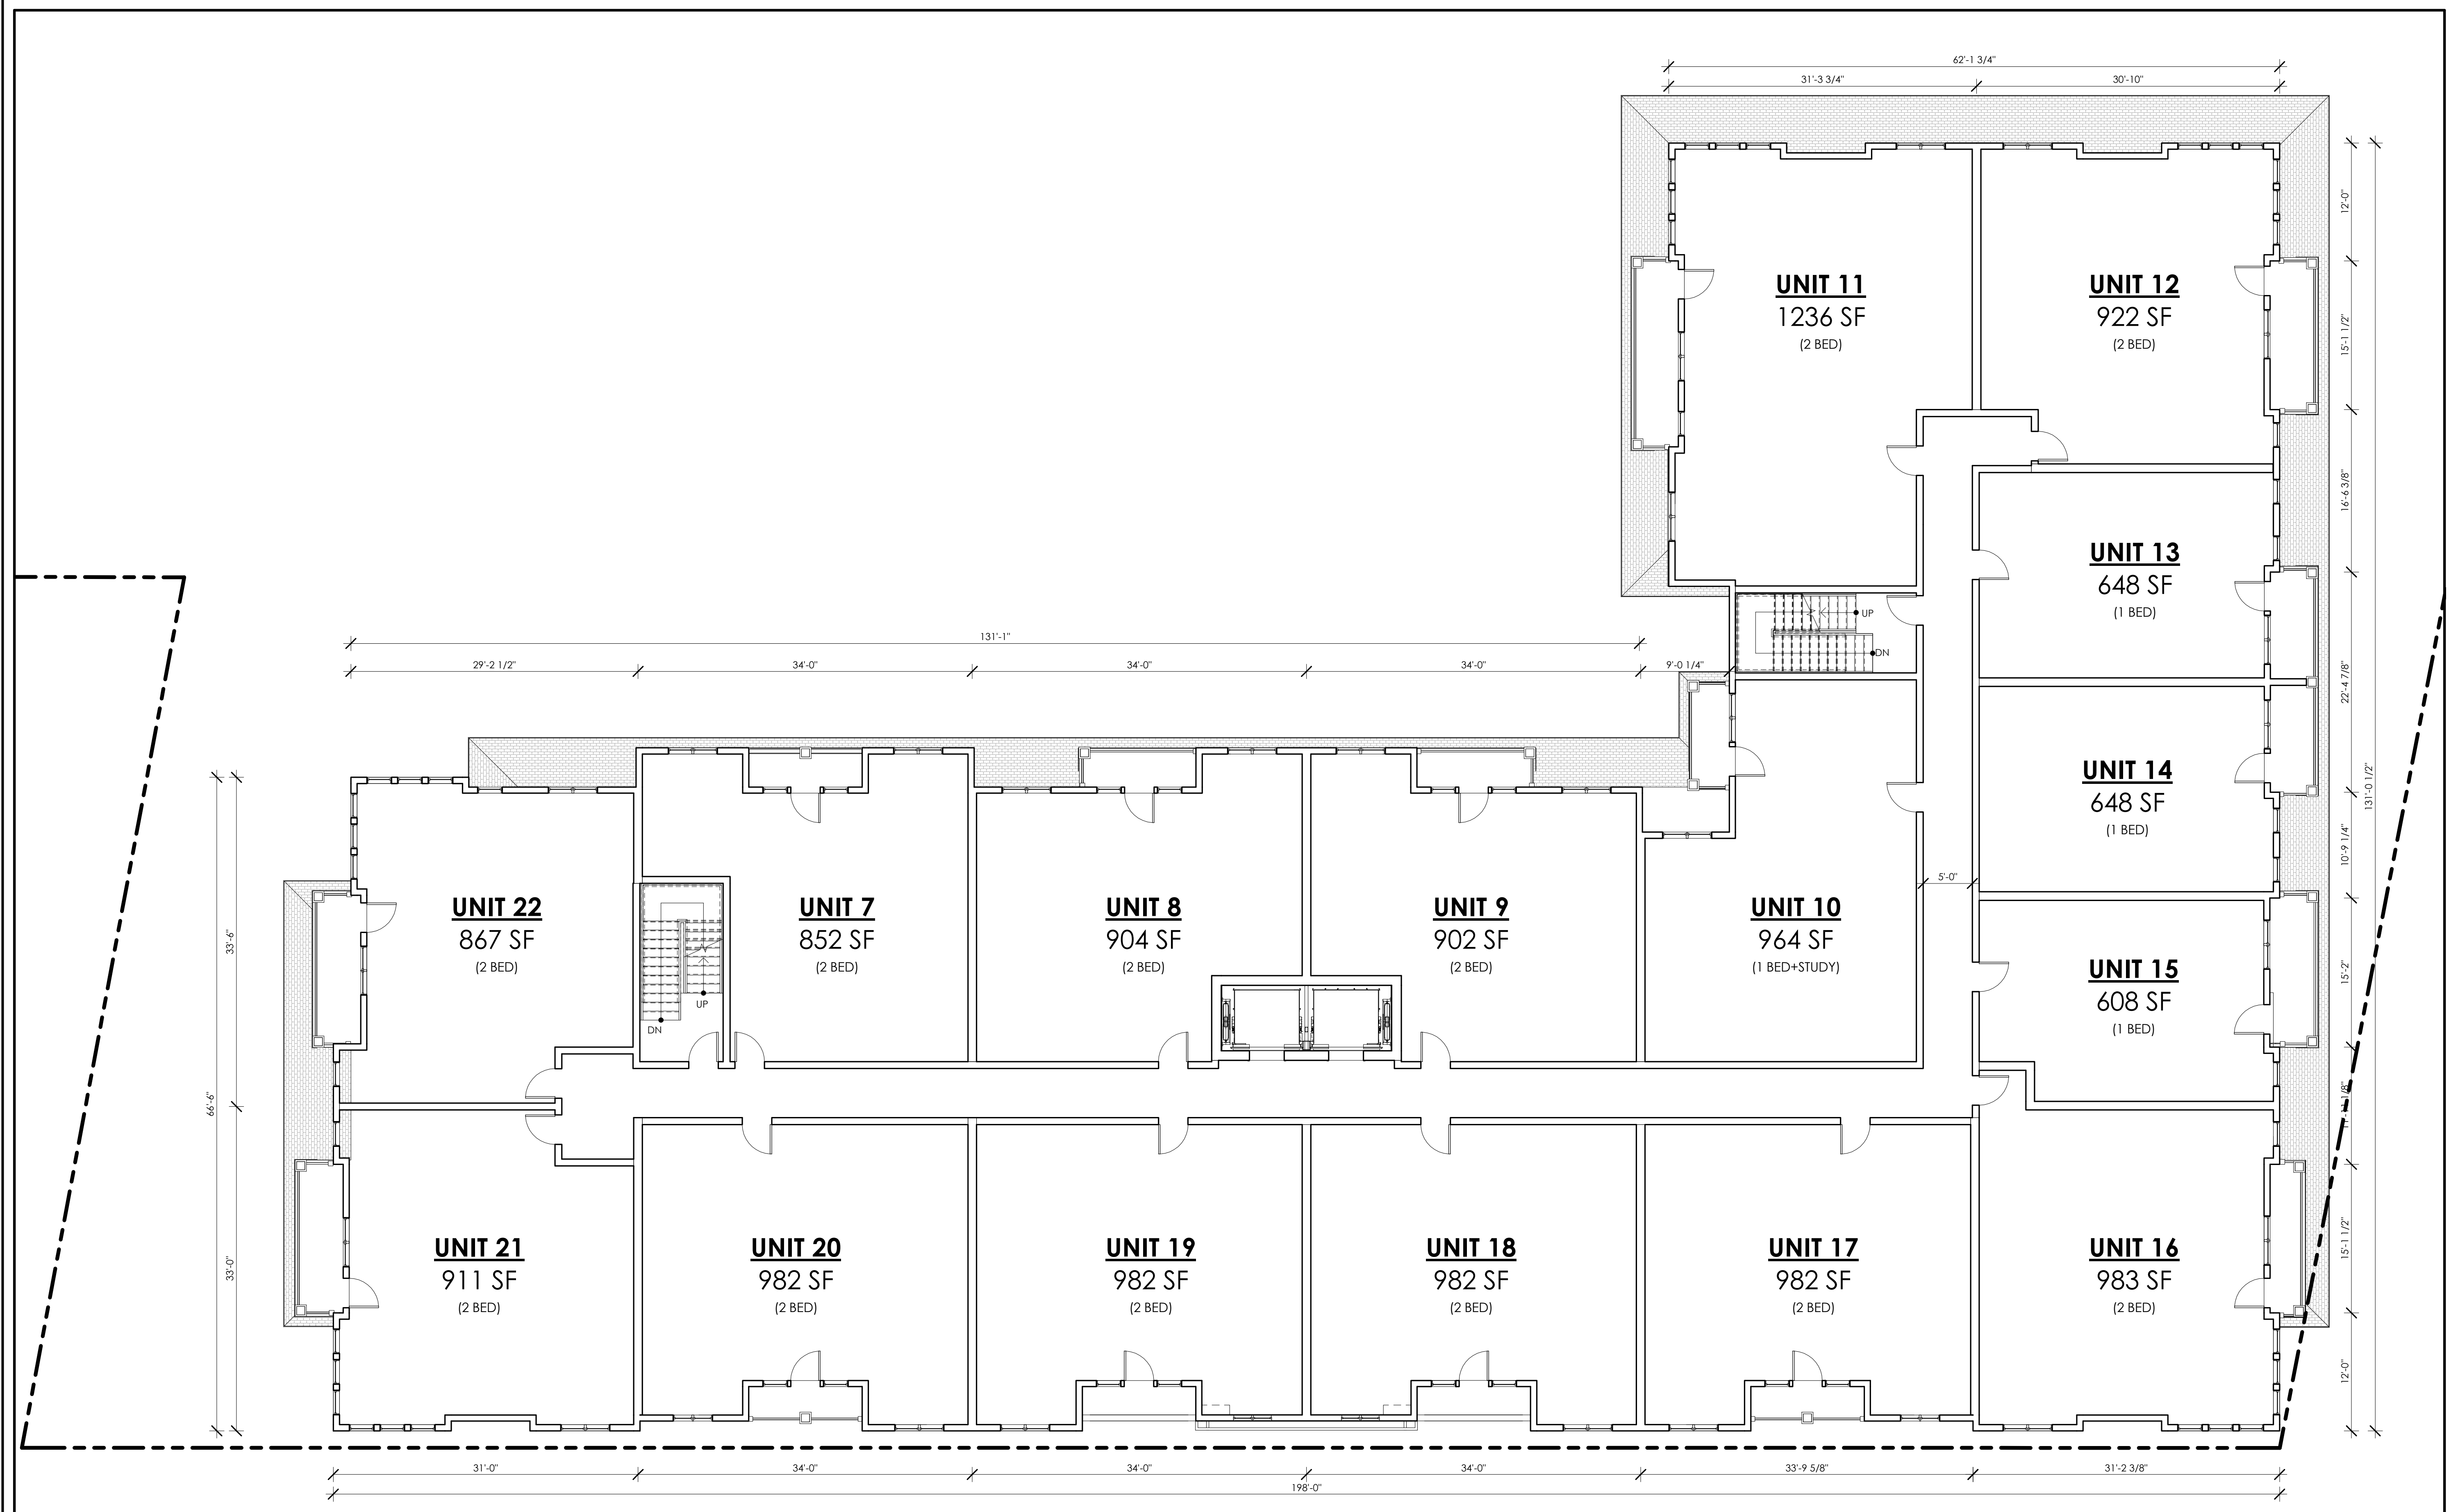 62'-1 3/4"
31'-3 3/4"
30'-10"
12'-0"
UNIT 11
1236 SF
(2 BED)
UNIT 12
922 SF
(2 BED)
15'-1 1/2"
16'-6 3/8"
UNIT 13
648 SF
(1 BED)
UP
DN
131'-1"
29'-2 1/2"
34'-0"
34'-0"
34'-0"
9'-0 1/4"
22'-4 7/8"
UNIT 14
648 SF
(1 BED)
131'-0 1/2"
10'-9 1/4"
5'-0"
UNIT 22
867 SF
(2 BED)
UNIT 7
852 SF
(2 BED)
UNIT 8
904 SF
(2 BED)
UNIT 9
902 SF
(2 BED)
UNIT 10
964 SF
(1 BED+STUDY)
UNIT 15
608 SF
(1 BED)
33'-6"
15'-2"
UP
DN
66'-6"
11 1/8"
UNIT 21
911 SF
(2 BED)
UNIT 20
982 SF
(2 BED)
UNIT 19
982 SF
(2 BED)
UNIT 18
982 SF
(2 BED)
UNIT 17
982 SF
(2 BED)
UNIT 16
983 SF
(2 BED)
33'-0"
15'-1 1/2"
12'-0"
31'-0"
34'-0"
34'-0"
34'-0"
33'-9 5/8"
31'-2 3/8"
198'-0"